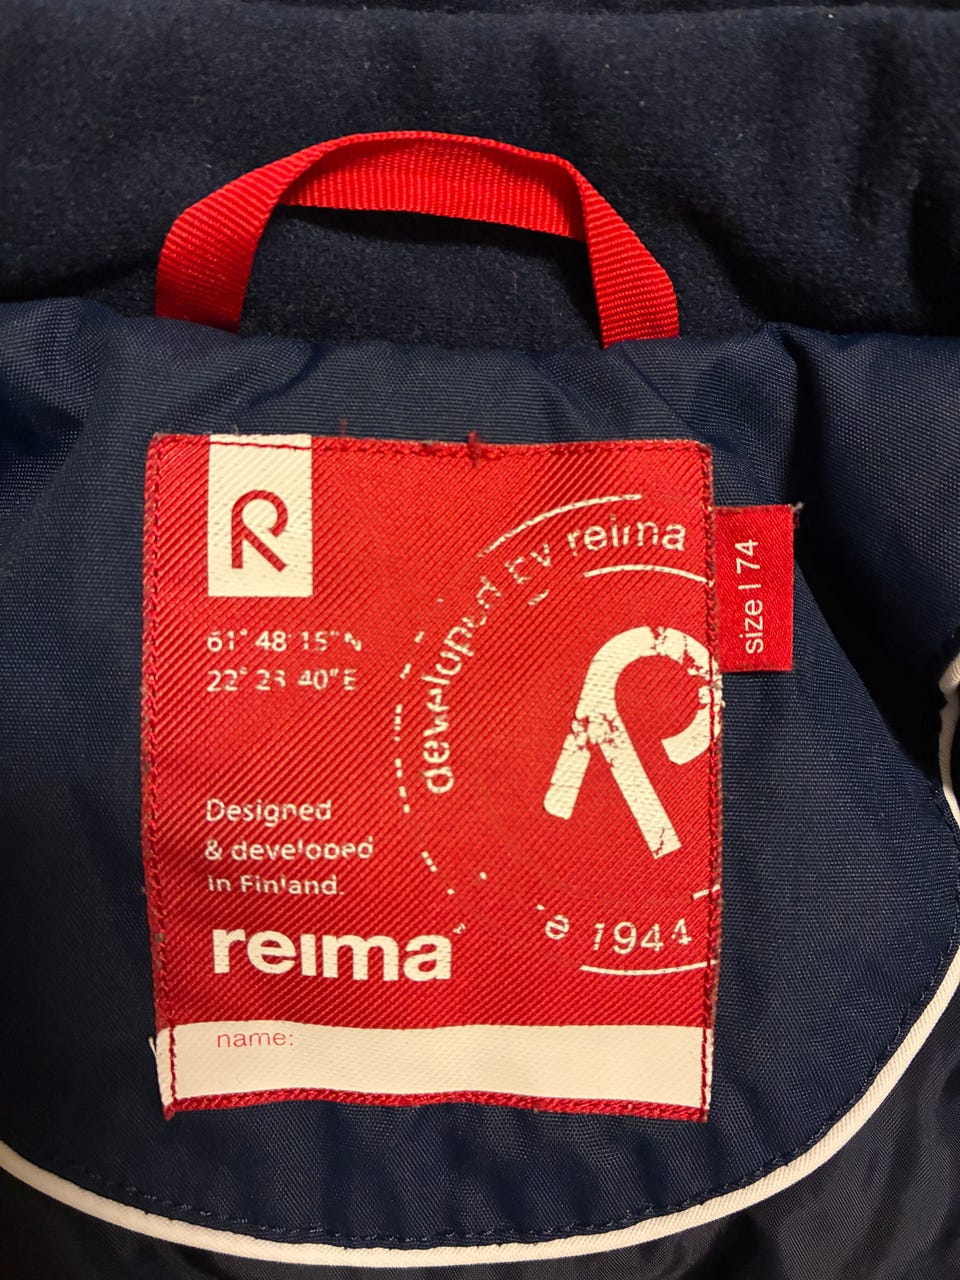 R
61° 48' 15" N
22° 23' 40" E
developed by reima
R
Designed
& developed
in Finland.
reima
1944
name:
size | 74